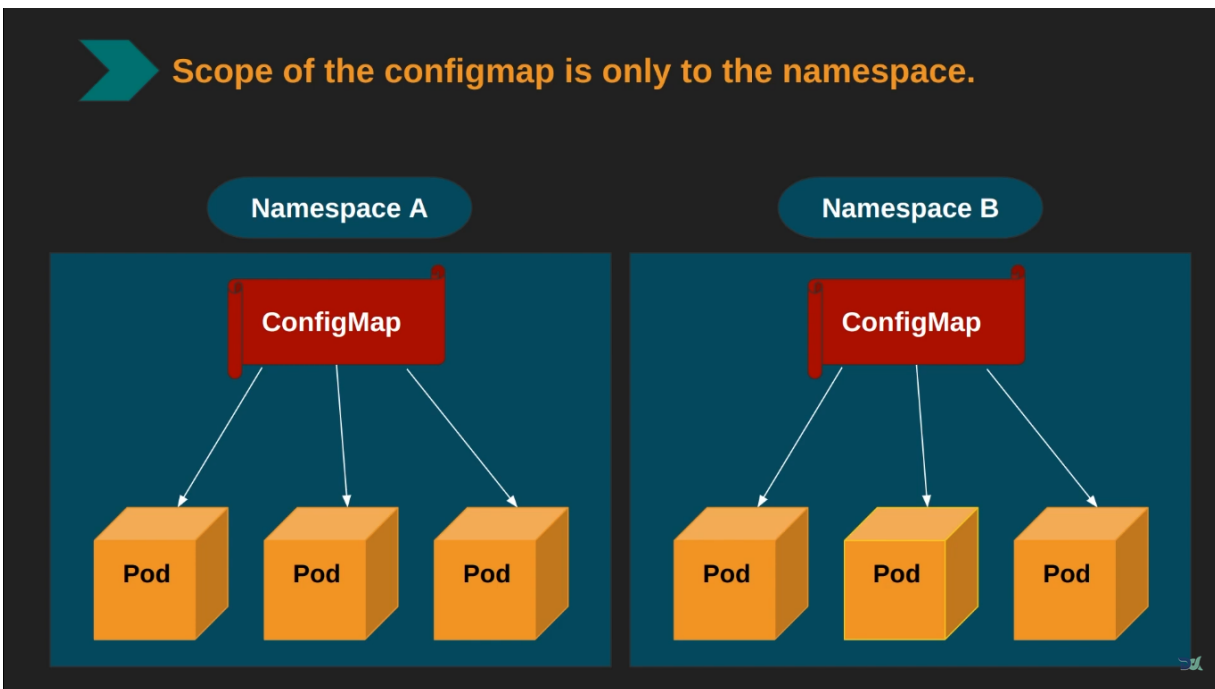 Scope of the configmap is only to the namespace.
Namespace A
Namespace B
ConfigMap
ConfigMap
Pod
Pod
Pod
Pod
Pod
Pod